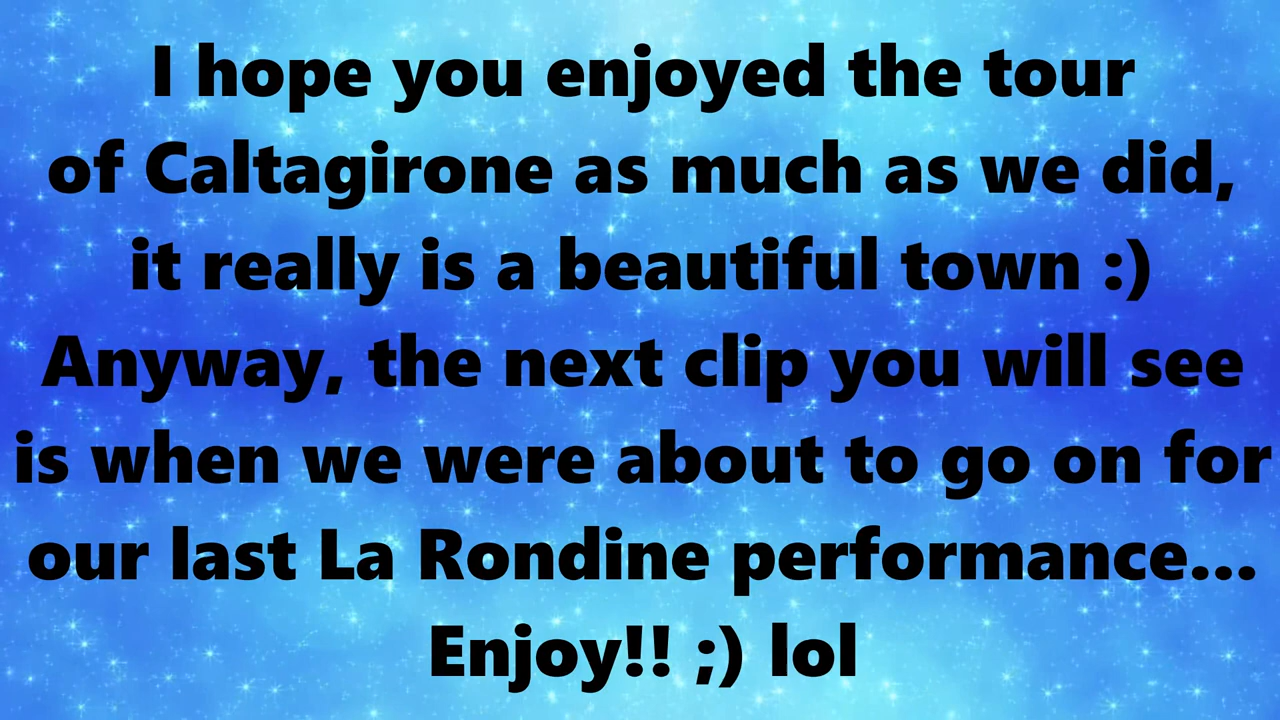 I hope you enjoyed the tour
of Caltagirone as much as we did,
it really is a beautiful town :)
Anyway, the next clip you will see
is when we were about to go on for
our last La Rondine performance...
Enjoy!! ;) lol